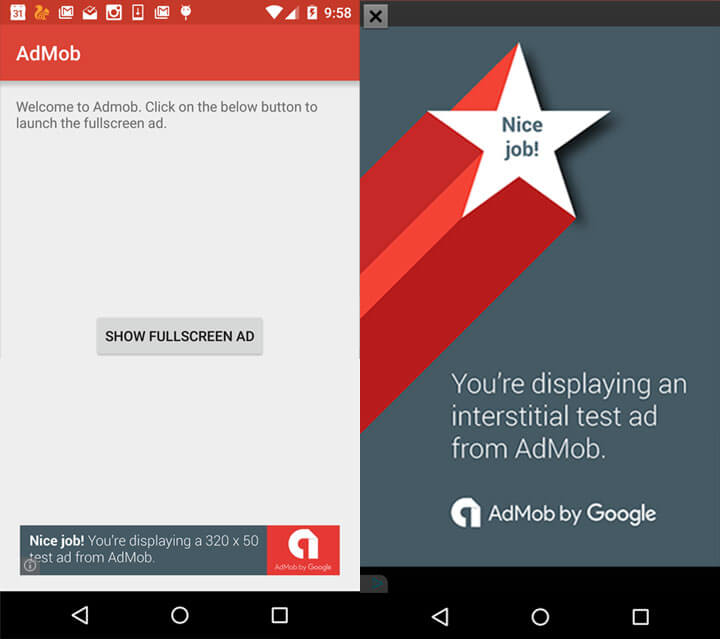 31
9:58
AdMob
Welcome to Admob. Click on the below button to
launch the fullscreen ad.
SHOW FULLSCREEN AD
Nice job! You're displaying a 320 x 50
test ad from AdMob.
AdMob by Google
Nice
job!
You're displaying an
interstitial test ad
from AdMob.
AdMob by Google